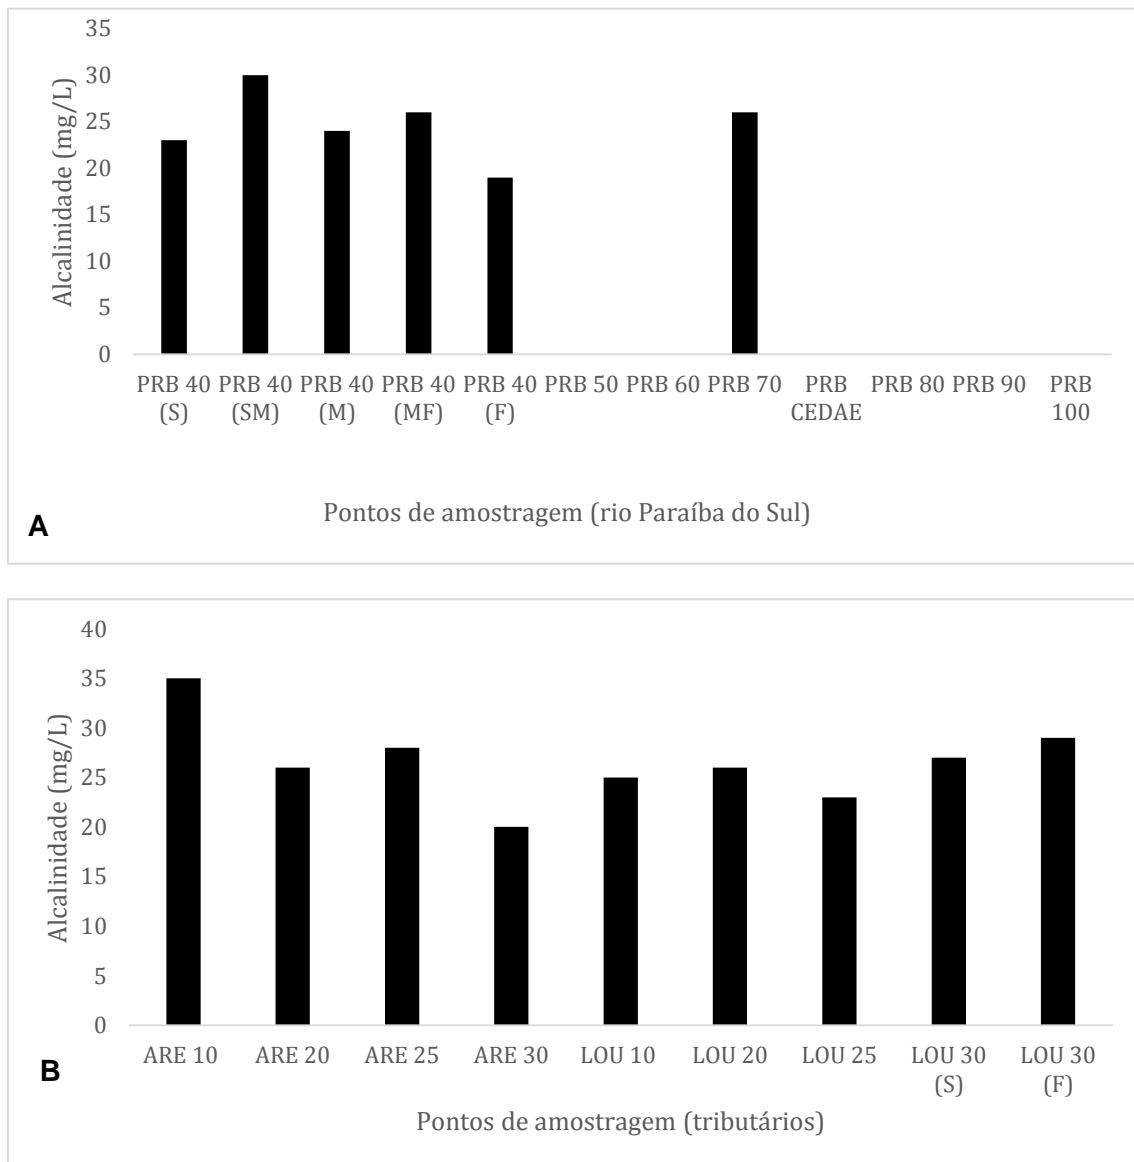 35
30
25
20
15
10
5
0
Alcalinidade (mg/L)
PRB 40 PRB 40 PRB 40 PRB 40 PRB 40 PRB 50 PRB 60 PRB 70 PRB PRB 80 PRB 90 PRB
(S) (SM) (M) (MF) (F) CEDAE 100
Pontos de amostragem (rio Paraíba do Sul)
A
40
35
30
25
20
15
10
5
0
Alcalinidade (mg/L)
ARE 10 ARE 20 ARE 25 ARE 30 LOU 10 LOU 20 LOU 25 LOU 30 LOU 30
(S) (F)
B
Pontos de amostragem (tributários)